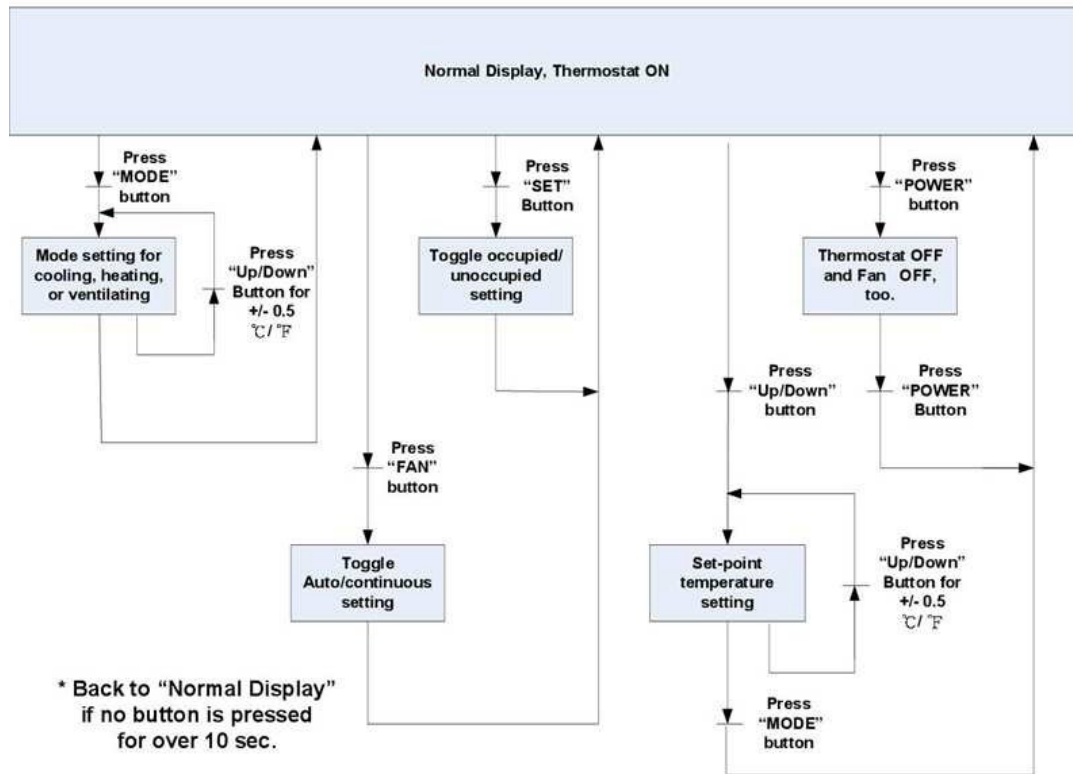 Normal Display, Thermostat ON
Press
“MODE”
button
Mode setting for
cooling, heating,
or ventilating
Press
“Up/Down”
Button for
+/- 0.5
℃/ ℉
Press
“FAN”
button
Toggle
Auto/continuous
setting
Press
“SET”
Button
Toggle occupied/
unoccupied
setting
Press
“Up/Down”
button
Set-point
temperature
setting
Press
“Up/Down”
Button for
+/- 0.5
℃/ ℉
Press
“MODE”
button
Press
“POWER”
button
Thermostat OFF
and Fan OFF,
too.
Press
“POWER”
Button
* Back to “Normal Display”
if no button is pressed
for over 10 sec.